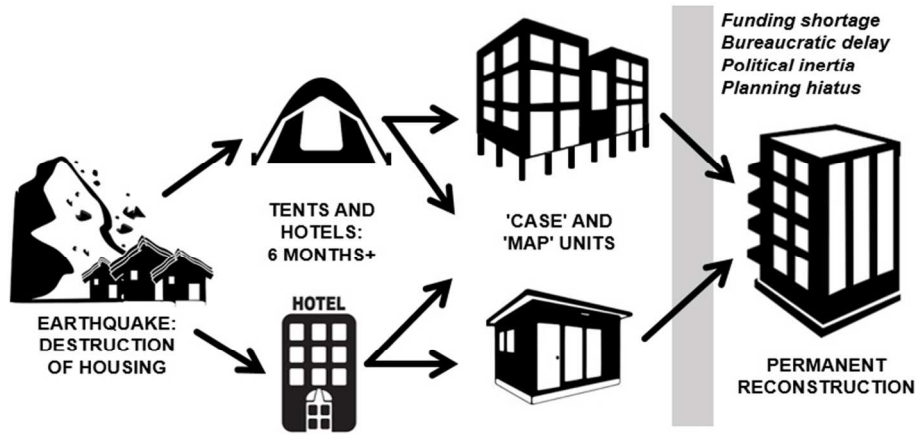 Funding shortage
Bureaucratic delay
Political inertia
Planning hiatus
TENTS AND
HOTELS:
6 MONTHS+
'CASE' AND
'MAP' UNITS
HOTEL
EARTHQUAKE:
DESTRUCTION
OF HOUSING
PERMANENT
RECONSTRUCTION